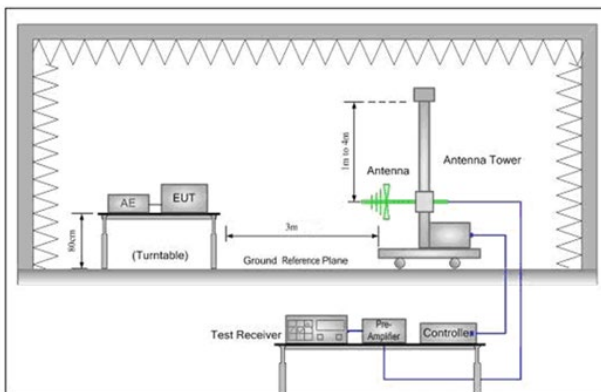 1m to 4m
Antenna
Antenna Tower
AE
EUT
80cm
(Turntable)
3m
Ground Reference Plane
Test Receiver
Pre-
Amplifier
Controller